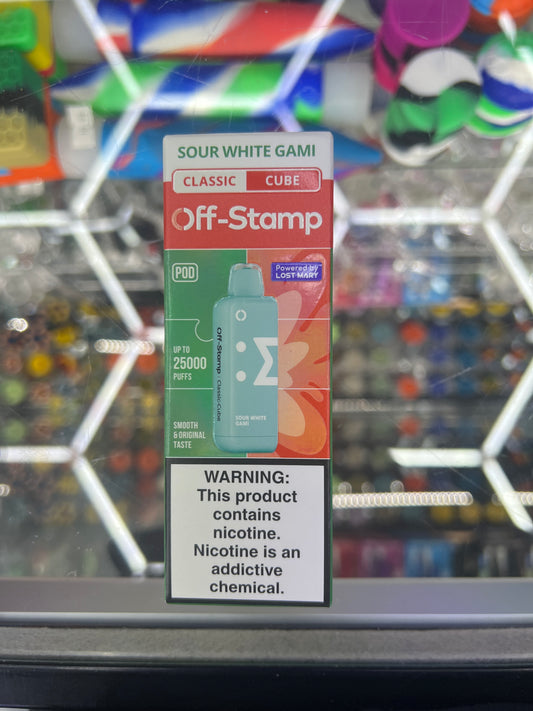 SOUR WHITE GAMI
CLASSIC CUBE
Off-Stamp
POD
Powered by
LOST MARY
UP TO
25000
PUFFS
SMOOTH
& ORIGINAL
TASTE
Off-Stamp Classic Cube
SOUR WHITE
GAMI
WARNING:
This product
contains
nicotine.
Nicotine is an
addictive
chemical.